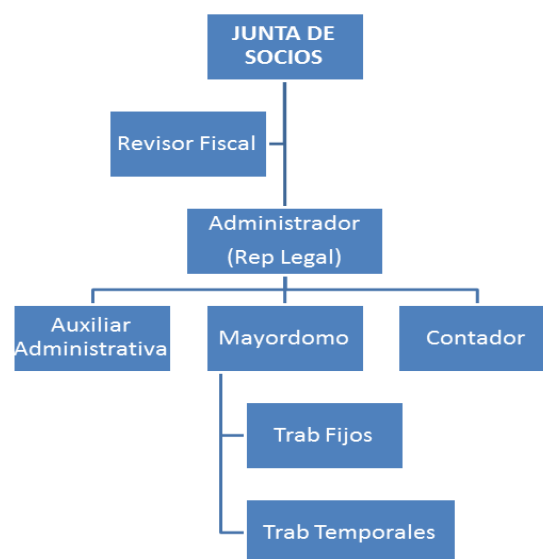 JUNTA DE
SOCIOS
Revisor Fiscal
Administrador
(Rep Legal)
Auxiliar
Administrativa
Mayordomo
Contador
Trab Fijos
Trab Temporales